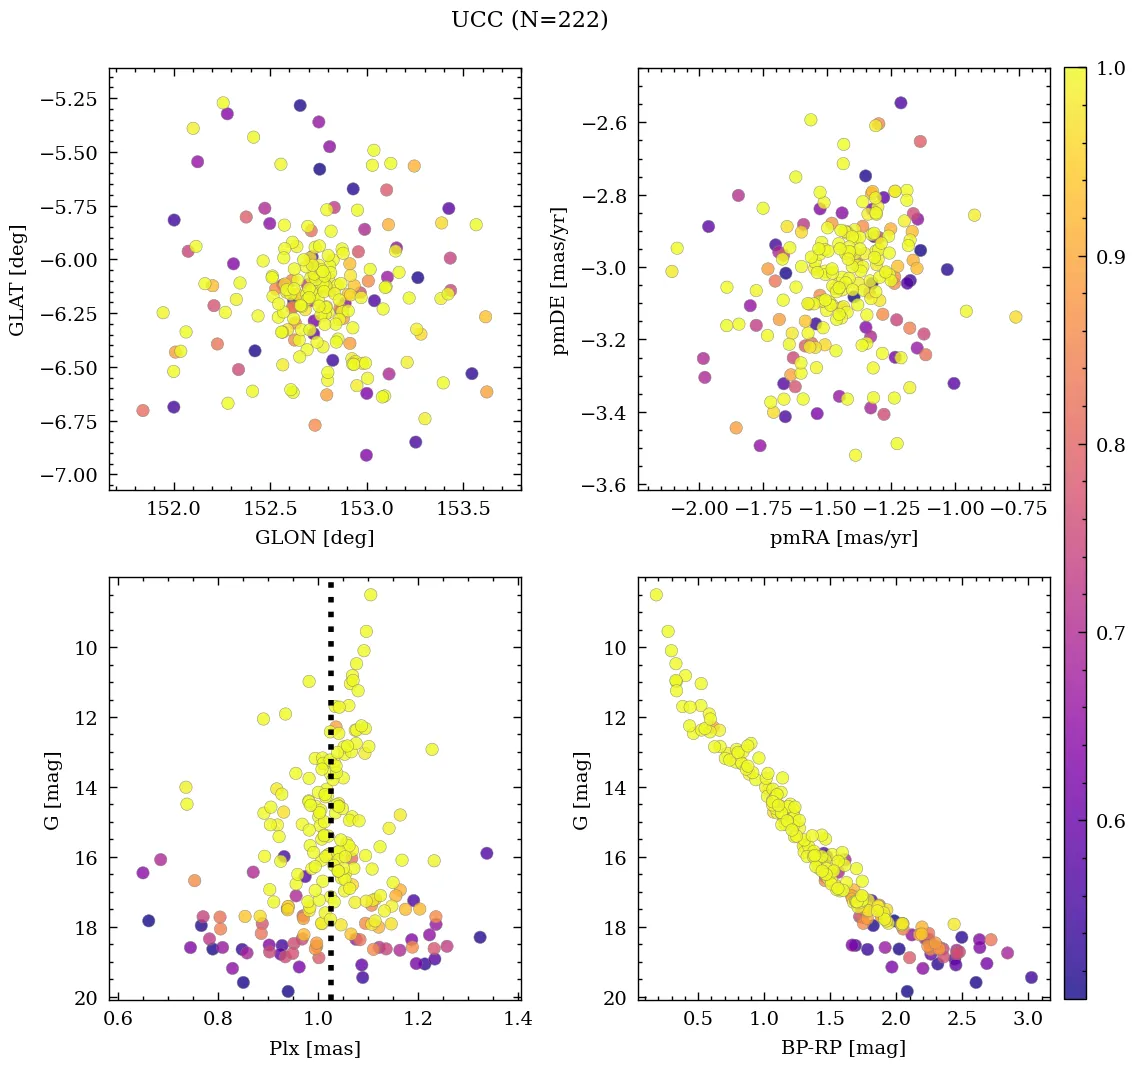 UCC (N=222)
−5.25
−5.50
−5.75
−6.00
−6.25
−6.50
−6.75
−7.00
GLAT [deg]
152.0 152.5 153.0 153.5
GLON [deg]
−2.6
−2.8
−3.0
−3.2
−3.4
−3.6
pmDE [mas/yr]
−2.00 −1.75 −1.50 −1.25 −1.00 −0.75
pmRA [mas/yr]
10
12
14
16
18
20
G [mag]
0.6 0.8 1.0 1.2 1.4
Plx [mas]
10
12
14
16
18
20
G [mag]
0.5 1.0 1.5 2.0 2.5 3.0
BP-RP [mag]
1.0
0.9
0.8
0.7
0.6